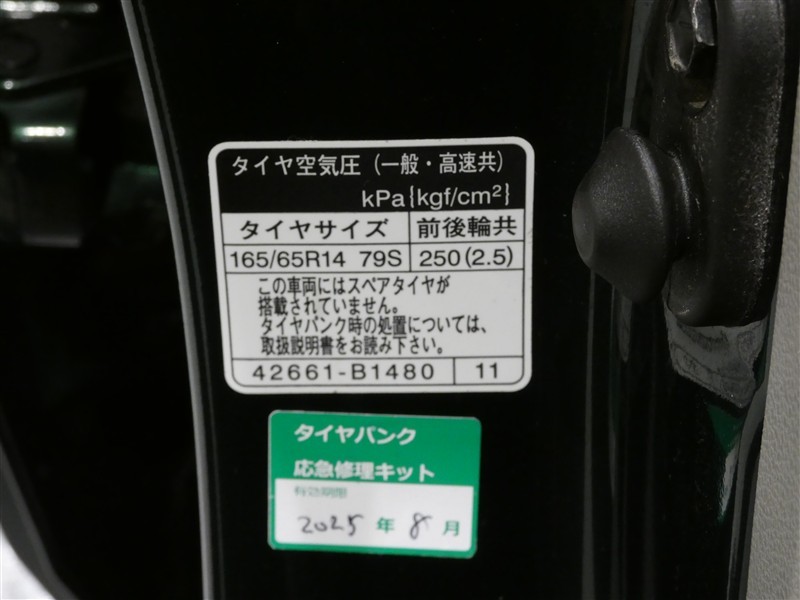 タイヤ空気圧（一般・高速共）
kPa{kgf/cm²}
タイヤサイズ 前後輪共
165/65R14 79S 250(2.5)
この車両にはスペアタイヤが
搭載されていません。
タイヤパンク時の処置については、
取扱説明書をお読み下さい。
42661-B1480 11
タイヤパンク
応急修理キット
有効期限
2025年8月